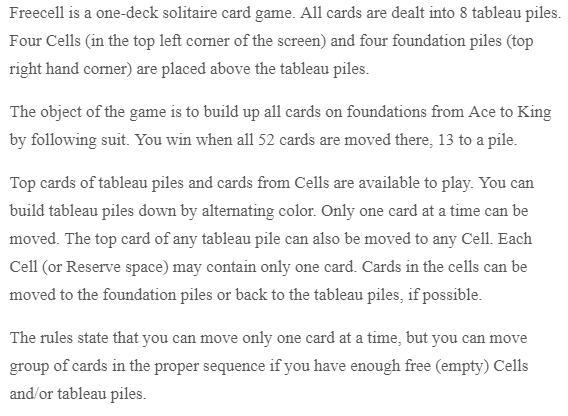 Freecell is a one-deck solitaire card game. All cards are dealt into 8 tableau piles.
Four Cells (in the top left corner of the screen) and four foundation piles (top
right hand corner) are placed above the tableau piles.
The object of the game is to build up all cards on foundations from Ace to King
by following suit. You win when all 52 cards are moved there, 13 to a pile.
Top cards of tableau piles and cards from Cells are available to play. You can
build tableau piles down by alternating color. Only one card at a time can be
moved. The top card of any tableau pile can also be moved to any Cell. Each
Cell (or Reserve space) may contain only one card. Cards in the cells can be
moved to the foundation piles or back to the tableau piles, if possible.
The rules state that you can move only one card at a time, but you can move
group of cards in the proper sequence if you have enough free (empty) Cells
and/or tableau piles.